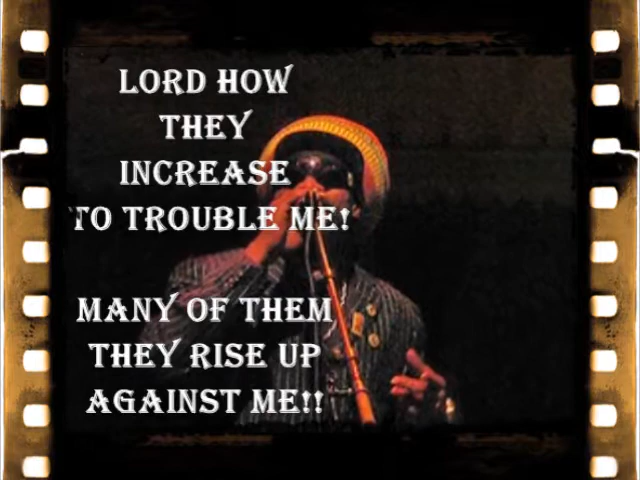 LORD HOW
THEY
INCREASE
TO TROUBLE ME!
MANY OF THEM
THEY RISE UP
AGAINST ME!!